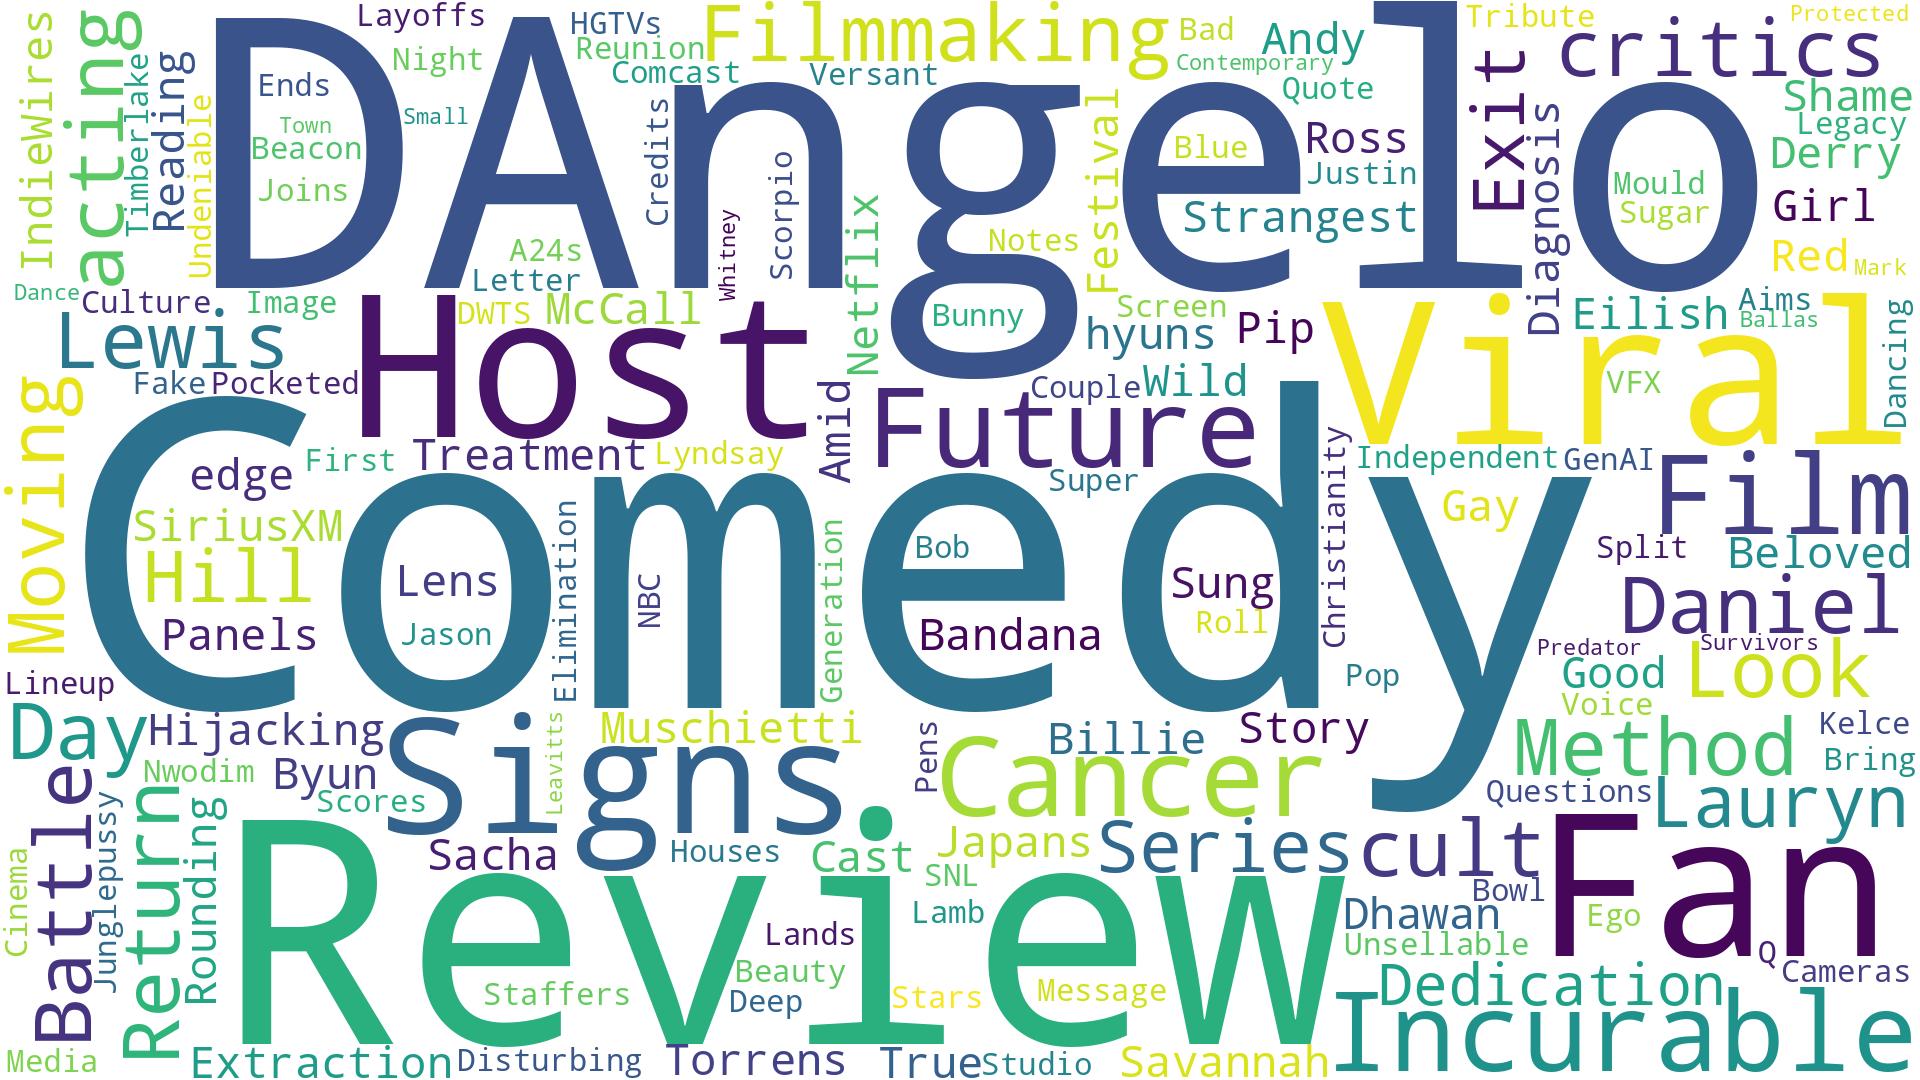 Layoffs
HGTVs
Filmmaking
Bad
Andy
Tribute
Protected
critics
IndieWires
acting
Timberlake
Reading
Undeniable
Night
Reunion
Comcast
Versant
Contemporary
Quote
Exit
Shame
Legacy
Derry
DAngelo
Ends
Small
Town
Beacon
Joins
Credits
Scorpio
Whitney
Festival
Blue
Ross
Justin
Strangest
Diagnosis
Mould
Sugar
Girl
Red
Mark
A24s
Letter
Notes
Netflix
Dance
Culture
Image
DWTS
McCall
Bunny
Screen
hyuns
Pip
Eilish
Aims
Ballas
Dancing
Lewis
Host
Viral
VFX
Fake
Pocketed
Moving
Amid
Future
Couple
Wild
edge
First
Treatment
Lyndsay
Super
Christianity
Independent
GenAI
Film
Gay
Comedy
SiriusXM
Hill
Panels
Lens
Jason
Elimination
NBC
Generation
Bob
Bandana
Sung
Roll
Split
Beloved
Daniel
Predator
Survivors
Pop
Good
Look
Voice
Lineup
Day
Hijacking
Signs
Leavitts
Muschietti
Pens
Cancer
Billie
Story
Method
Kelce
Bring
Nwodim
Byun
Scores
Questions
Lauryn
Battle
Junglepussy
Return
Rounding
Cinema
Sacha
Houses
Cast
Japans
Series
cult
Fan
Review
SNL
Lamb
Bowl
Dhawan
Ego
Lands
Unsellable
Q
Cameras
Beauty
Staffers
Deep
Stars
Message
Dedication
Incurable
Media
Extraction
Disturbing
Torrens
True
Studio
Savannah